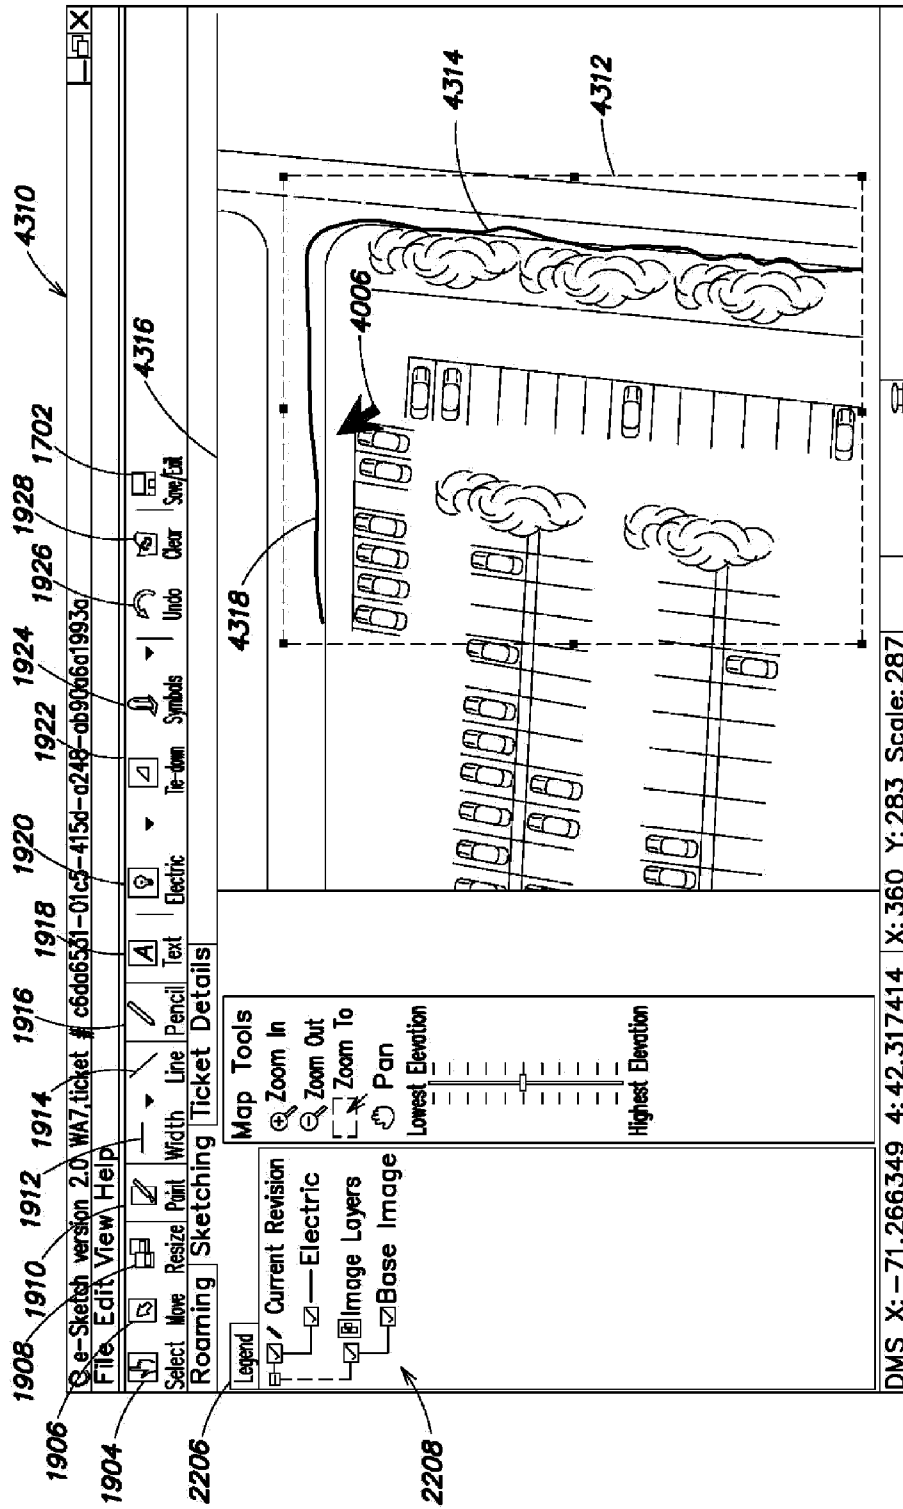 4310
1908 1910 1912 1914 1916 1918 1920 1922 1924 1926 1928 1702
1906
1904
4316
e-Sketch version 2.0 WA7,ticket # c6da6531-01c5-415d-a248-ab90a6a1993a
File Edit View Help
Select Move Resize Point Width Line Pencil Text Electric Tie-down Symbols Undo Clear Save/Exit
Roaming Sketching Ticket Details
2206
Legend
Current Revision
Electric
Image Layers
Base Image
2208
Map Tools
Zoom In
Zoom Out
Zoom To
Pan
Lowest Elevation
Highest Elevation
4318
4006
4314
4312
DMS X: -71.266349 4: 42.317414 X: 360 Y: 283 Scale: 287